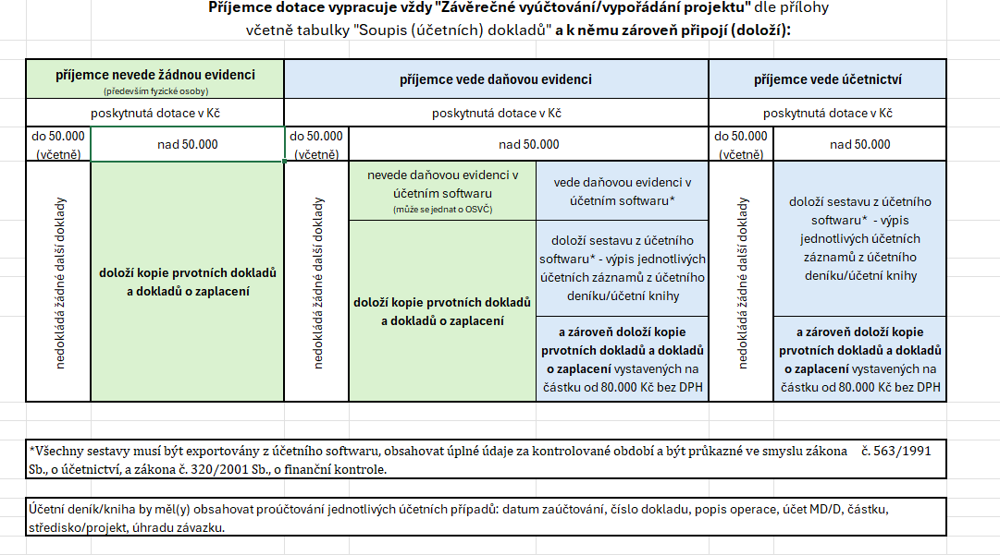 Příjemce dotace vypracuje vždy "Závěrečné vyúčtování/vypořádání projektu" dle přílohy
včetně tabulky "Soupis (účetních) dokladů" a k němu zároveň připojí (doloží):
příjemce nevede žádnou evidenci
(především fyzické osoby)
příjemce vede daňovou evidenci
příjemce vede účetnictví
poskytnutá dotace v Kč
poskytnutá dotace v Kč
poskytnutá dotace v Kč
do 50.000
(včetně)
nad 50.000
do 50.000
(včetně)
nad 50.000
do 50.000
(včetně)
nad 50.000
nedokládá žádné další doklady
doloží kopie prvotních dokladů
a dokladů o zaplacení
nedokládá žádné další doklady
nevede daňovou evidenci v
účetním softwaru
(může se jednat o OSVČ)
doloží kopie prvotních dokladů
a dokladů o zaplacení
vede daňovou evidenci v
účetním softwaru*
doloží sestavu z účetního
softwaru* - výpis jednotlivých
účetních záznamů z účetního
deníku/účetní knihy
a zároveň doloží kopie
prvotních dokladů a dokladů
o zaplacení vystavených na
částku od 80.000 Kč bez DPH
nedokládá žádné další doklady
doloží sestavu z účetního
softwaru* - výpis
jednotlivých účetních
záznamů z účetního
deníku/účetní knihy
a zároveň doloží kopie
prvotních dokladů a dokladů
o zaplacení vystavených na
částku od 80.000 Kč bez DPH
*Všechny sestavy musí být exportovány z účetního softwaru, obsahovat úplné údaje za kontrolované období a být průkazné ve smyslu zákona č. 563/1991
Sb., o účetnictví, a zákona č. 320/2001 Sb., o finanční kontrole.
Účetní deník/kniha by měl(y) obsahovat proúčtování jednotlivých účetních případů: datum zaúčtování, číslo dokladu, popis operace, účet MD/D, částku,
středisko/projekt, úhradu závazku.